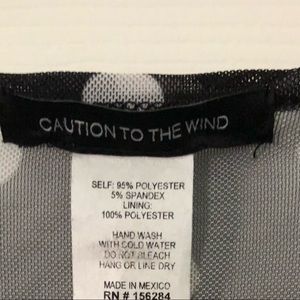 CAUTION TO THE WIND
SELF: 95% POLYESTER
5% SPANDEX
LINING:
100% POLYESTER
HAND WASH
WITH COLD WATER
DO NOT BLEACH
HANG OR LINE DRY
MADE IN MEXICO
RN # 156284